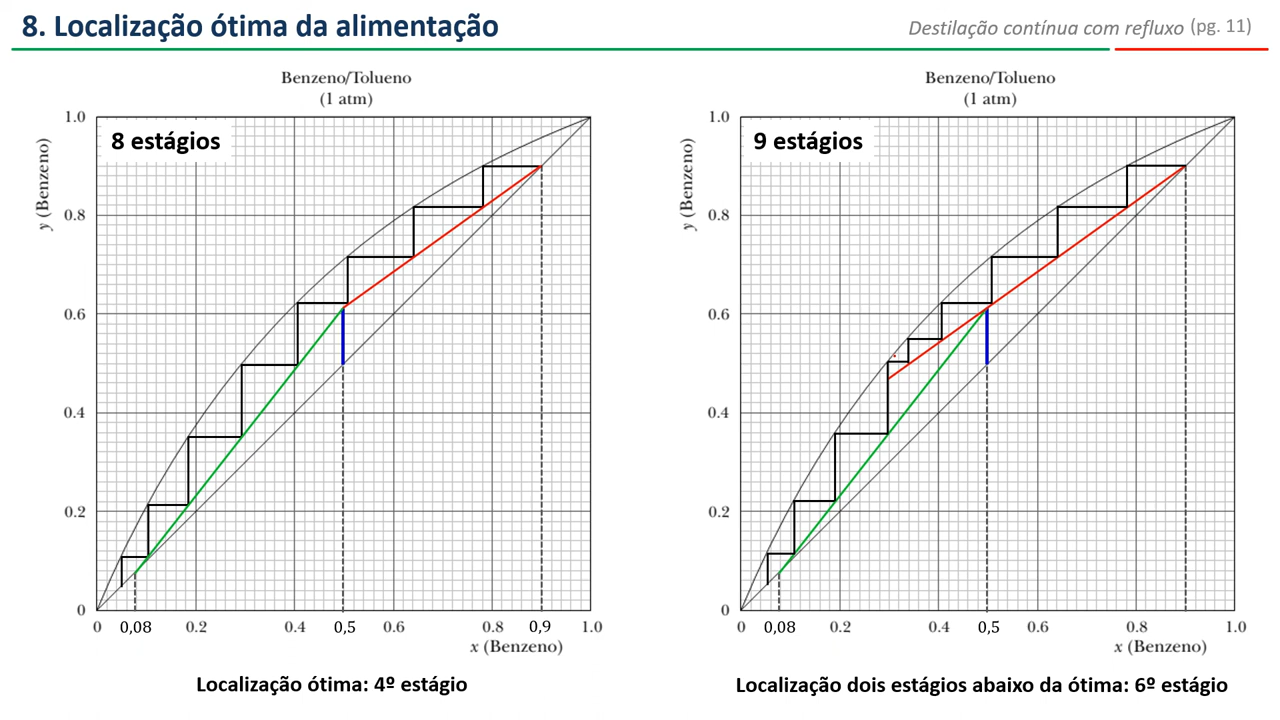 8. Localização ótima da alimentação
Destilação contínua com refluxo (pg. 11)
Benzeno/Tolueno
(1 atm)
8 estágios
y (Benzeno)
1.0
0.8
0.6
0.4
0.2
0
0 0,08 0.2 0.4 0,5 0.6 0.8 0,9 1.0
x (Benzeno)
Localização ótima: 4º estágio
Benzeno/Tolueno
(1 atm)
9 estágios
y (Benzeno)
1.0
0.8
0.6
0.4
0.2
0
0 0,08 0.2 0.4 0,5 0.6 0.8 1.0
x (Benzeno)
Localização dois estágios abaixo da ótima: 6º estágio